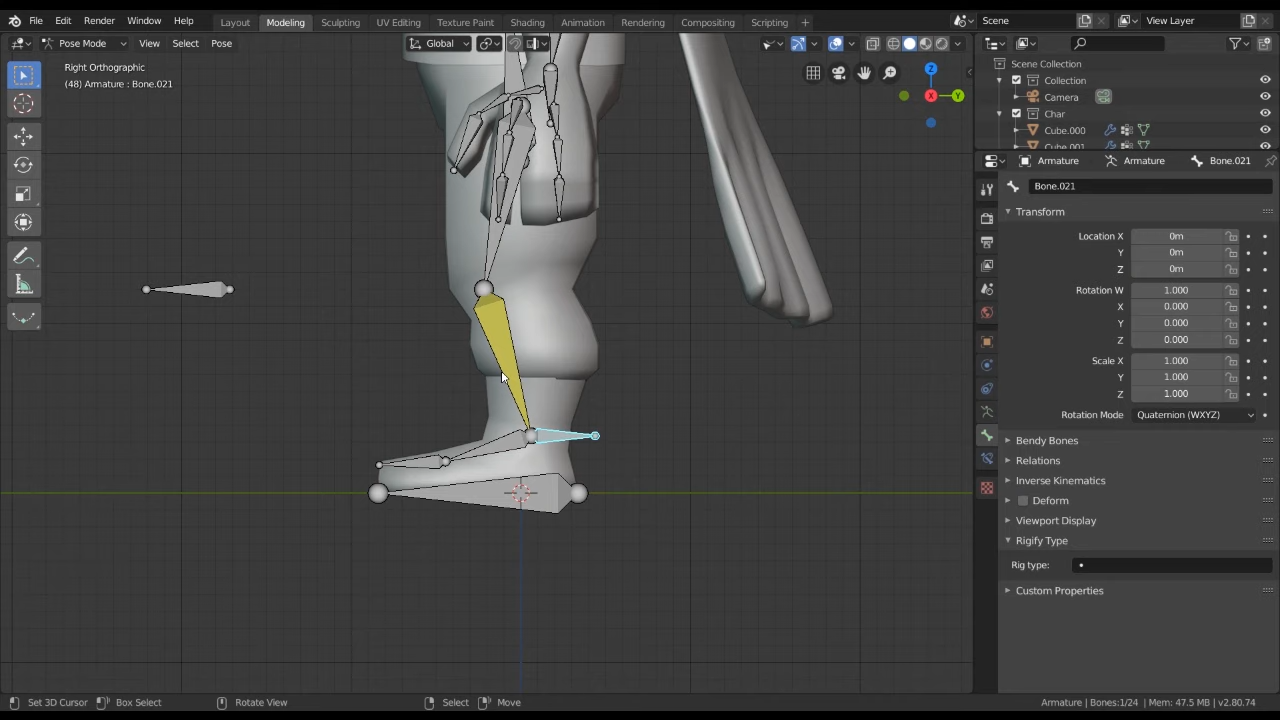 File Edit Render Window Help Layout Modeling Sculpting UV Editing Texture Paint Shading Animation Rendering Compositing Scripting + Scene View Layer
Pose Mode View Select Pose Global
Right Orthographic
(48) Armature : Bone.021
Z
X
Y
Scene Collection
Collection
Camera
Char
Cube.000
Cube.001
Armature Armature Bone.021
Bone.021
Transform
Location X 0m
Y 0m
Z 0m
Rotation W 1.000
X 0.000
Y 0.000
Z 0.000
Scale X 1.000
Y 1.000
Z 1.000
Rotation Mode Quaternion (WXYZ)
Bendy Bones
Relations
Inverse Kinematics
Deform
Viewport Display
Rigify Type
Rig type:
Custom Properties
Set 3D Cursor Box Select Rotate View Select Move Armature | Bones:1/24 | Mem: 47.5 MB | v2.80.74